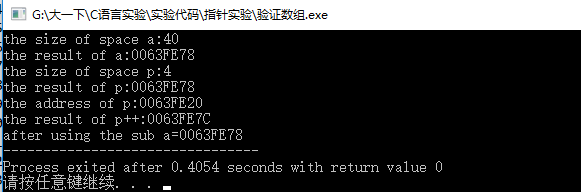 G:\大一下\C语言实验\实验代码\指针实验\验证数组.exe
the size of space a:40
the result of a:0063FE78
the size of space p:4
the result of p:0063FE78
the address of p:0063FE20
the result of p++:0063FE7C
after using the sub a=0063FE78
--------------------------------
Process exited after 0.4054 seconds with return value 0
请按任意键继续. . .